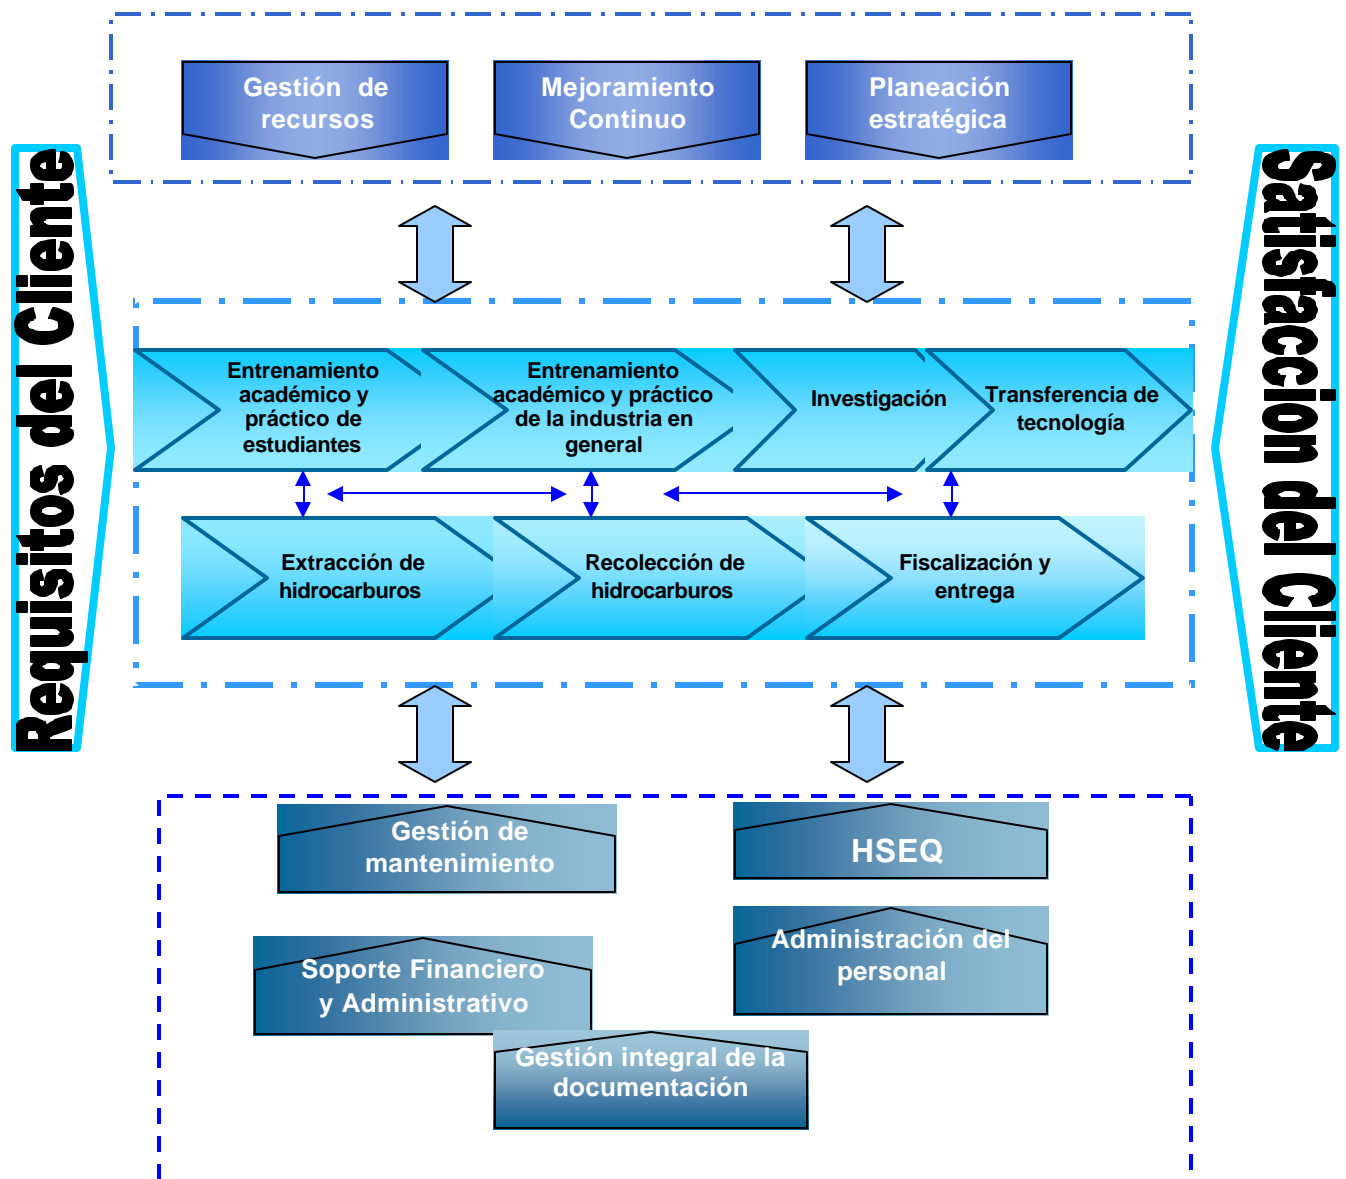 Gestión de
recursos
Mejoramiento
Continuo
Planeación
estratégica
Requisitos del Cliente
Satisfaccion del Cliente
Entrenamiento
académico y
práctico de
estudiantes
Entrenamiento
académico y práctico
de la industria en
general
Investigación
Transferencia de
tecnología
Extracción de
hidrocarburos
Recolección de
hidrocarburos
Fiscalización y
entrega
Gestión de
mantenimiento
HSEQ
Soporte Financiero
y Administrativo
Administración del
personal
Gestión integral de la
documentación